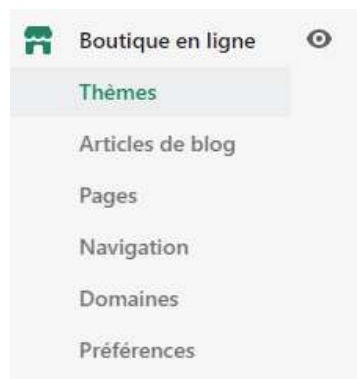 Boutique en ligne
Thèmes
Articles de blog
Pages
Navigation
Domaines
Préférences